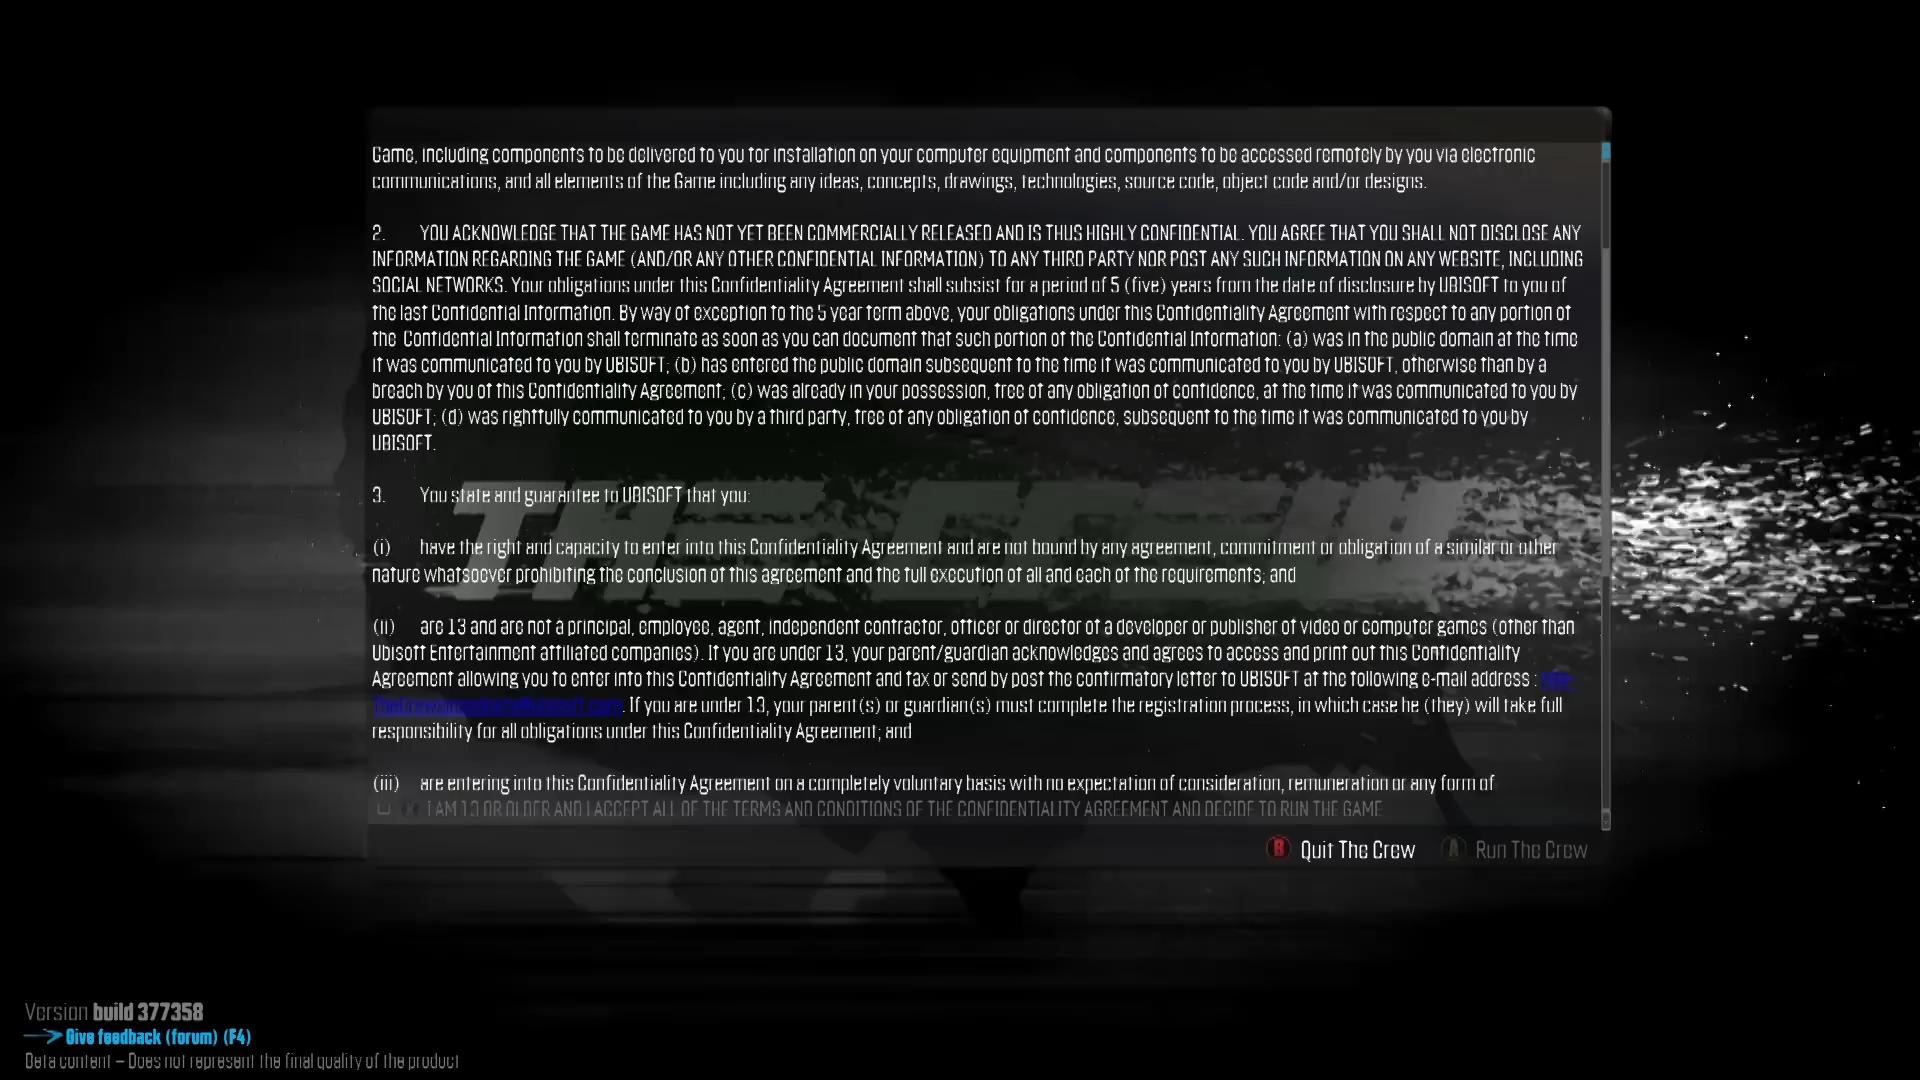 Game, including components to be delivered to you for installation on your computer equipment and components to be accessed remotely by you via electronic
communications, and all elements of the Game including any ideas, concepts, drawings, technologies, source code, object code and/or designs.
2. YOU ACKNOWLEDGE THAT THE GAME HAS NOT YET BEEN COMMERCIALLY RELEASED AND IS THUS HIGHLY CONFIDENTIAL. YOU AGREE THAT YOU SHALL NOT DISCLOSE ANY
INFORMATION REGARDING THE GAME (AND/OR ANY OTHER CONFIDENTIAL INFORMATION) TO ANY THIRD PARTY NOR POST ANY SUCH INFORMATION ON ANY WEBSITE, INCLUDING
SOCIAL NETWORKS. Your obligations under this Confidentiality Agreement shall subsist for a period of 5 (five) years from the date of disclosure by UBISOFT to you of
the last Confidential Information. By way of exception to the 5 year term above, your obligations under this Confidentiality Agreement with respect to any portion of
the Confidential Information shall terminate as soon as you can document that such portion of the Confidential Information: (a) was in the public domain at the time
it was communicated to you by UBISOFT; (b) has entered the public domain subsequent to the time it was communicated to you by UBISOFT, otherwise than by a
breach by you of this Confidentiality Agreement; (c) was already in your possession, free of any obligation of confidence, at the time it was communicated to you by
UBISOFT; (d) was rightfully communicated to you by a third party, free of any obligation of confidence, subsequent to the time it was communicated to you by
UBISOFT.
THE CREW
3. You state and guarantee to UBISOFT that you:
(i) have the right and capacity to enter into this Confidentiality Agreement and are not bound by any agreement, commitment or obligation of a similar or other
nature whatsoever prohibiting the conclusion of this agreement and the full execution of all and each of the requirements; and
(ii) are 13 and are not a principal, employee, agent, independent contractor, officer or director of a developer or publisher of video or computer games (other than
Ubisoft Entertainment affiliated companies). If you are under 13, your parent/guardian acknowledges and agrees to access and print out this Confidentiality
Agreement allowing you to enter into this Confidentiality Agreement and fax or send by post the confirmatory letter to UBISOFT at the following e-mail address :
. If you are under 13, your parent(s) or guardian(s) must complete the registration process, in which case he (they) will take full
responsibility for all obligations under this Confidentiality Agreement; and
(iii) are entering into this Confidentiality Agreement on a completely voluntary basis with no expectation of consideration, remuneration or any form of
I AM 13 OR OLDER AND I ACCEPT ALL OF THE TERMS AND CONDITIONS OF THE CONFIDENTIALITY AGREEMENT AND DECIDE TO RUN THE GAME
B Quit The Crew A Run The Crew
Version build 377358
Give feedback (forum) (F4)
Beta content – Does not represent the final quality of the product